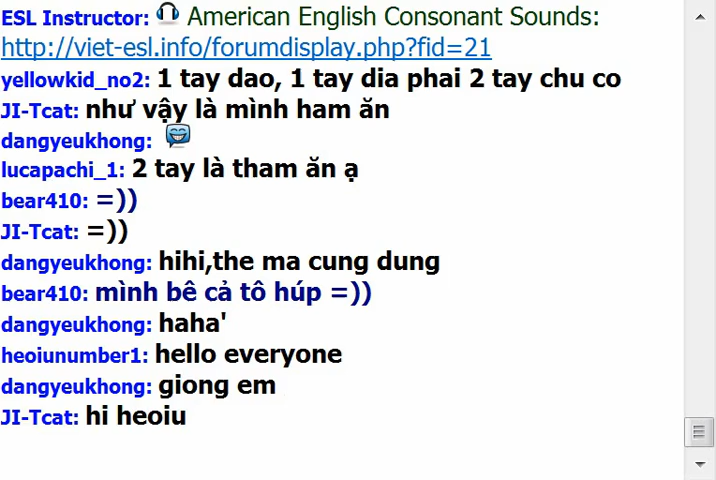 ESL Instructor: American English Consonant Sounds:
http://viet-esl.info/forumdisplay.php?fid=21
yellowkid_no2: 1 tay dao, 1 tay dia phai 2 tay chu co
JI-Tcat: như vậy là mình ham ăn
dangyeukhong:
lucapachi_1: 2 tay là tham ăn ạ
bear410: =))
JI-Tcat: =))
dangyeukhong: hihi,the ma cung dung
bear410: mình bê cả tô húp =))
dangyeukhong: haha'
heoiunumber1: hello everyone
dangyeukhong: giong em
JI-Tcat: hi heoiu